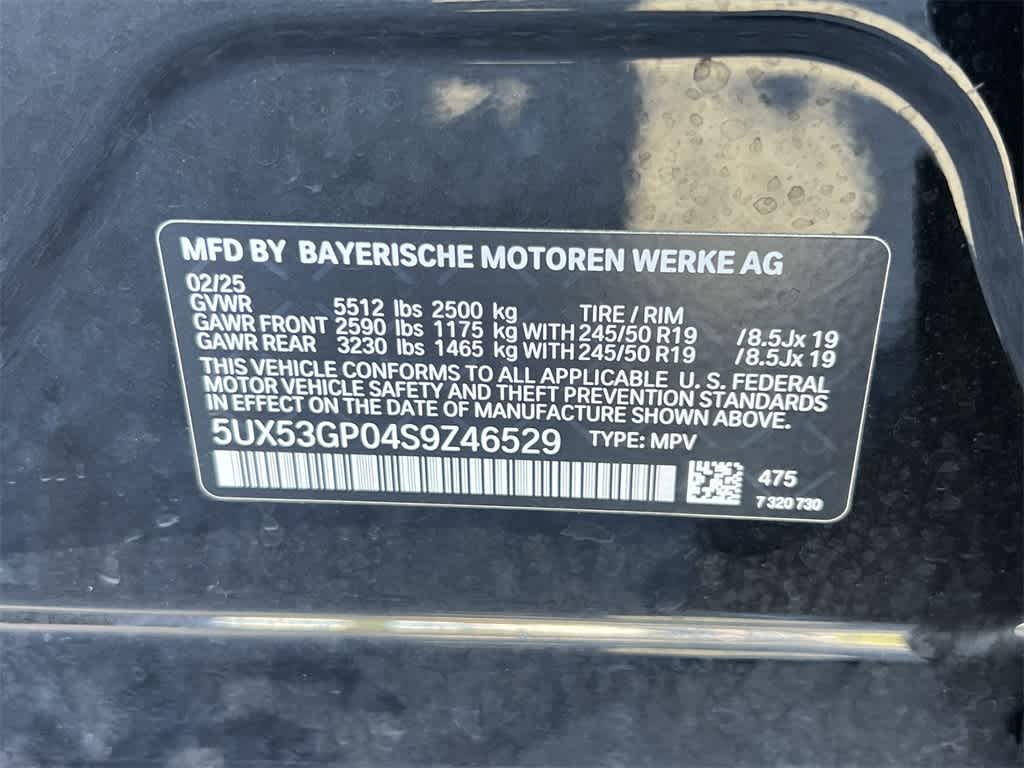 MFD BY BAYERISCHE MOTOREN WERKE AG
02/25
GVWR 5512 lbs 2500 kg TIRE / RIM
GAWR FRONT 2590 lbs 1175 kg WITH 245/50 R19 /8.5Jx 19
GAWR REAR 3230 lbs 1465 kg WITH 245/50 R19 /8.5Jx 19
THIS VEHICLE CONFORMS TO ALL APPLICABLE U. S. FEDERAL
MOTOR VEHICLE SAFETY AND THEFT PREVENTION STANDARDS
IN EFFECT ON THE DATE OF MANUFACTURE SHOWN ABOVE.
5UX53GP04S9Z46529 TYPE: MPV
475
7 320 730